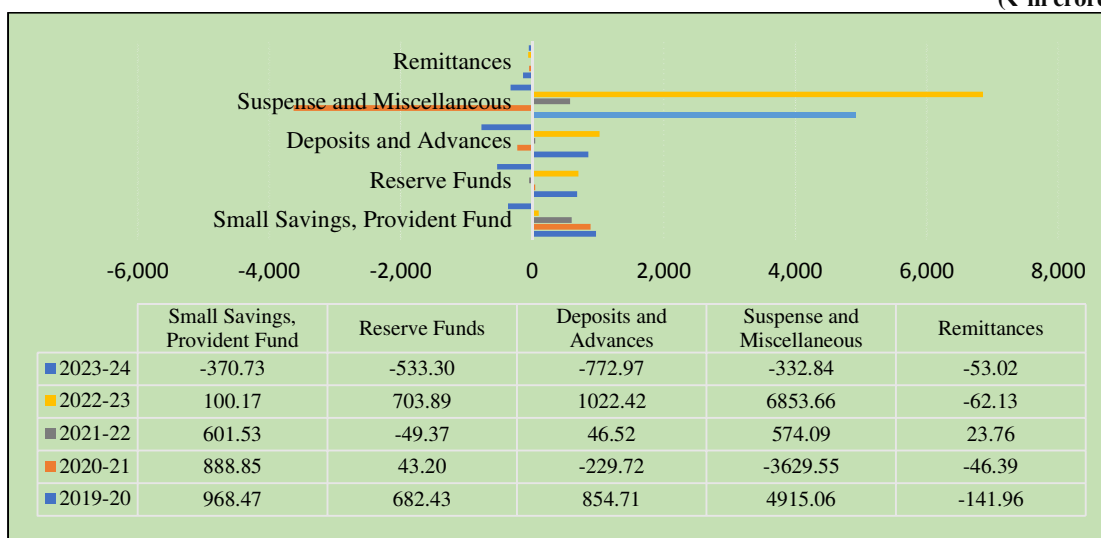 Remittances
Suspense and Miscellaneous
Deposits and Advances
Reserve Funds
Small Savings, Provident Fund
-6,000 -4,000 -2,000 0 2,000 4,000 6,000 8,000
Small Savings, Provident Fund Reserve Funds Deposits and Advances Suspense and Miscellaneous Remittances
2023-24 -370.73 -533.30 -772.97 -332.84 -53.02
2022-23 100.17 703.89 1022.42 6853.66 -62.13
2021-22 601.53 -49.37 46.52 574.09 23.76
2020-21 888.85 43.20 -229.72 -3629.55 -46.39
2019-20 968.47 682.43 854.71 4915.06 -141.96